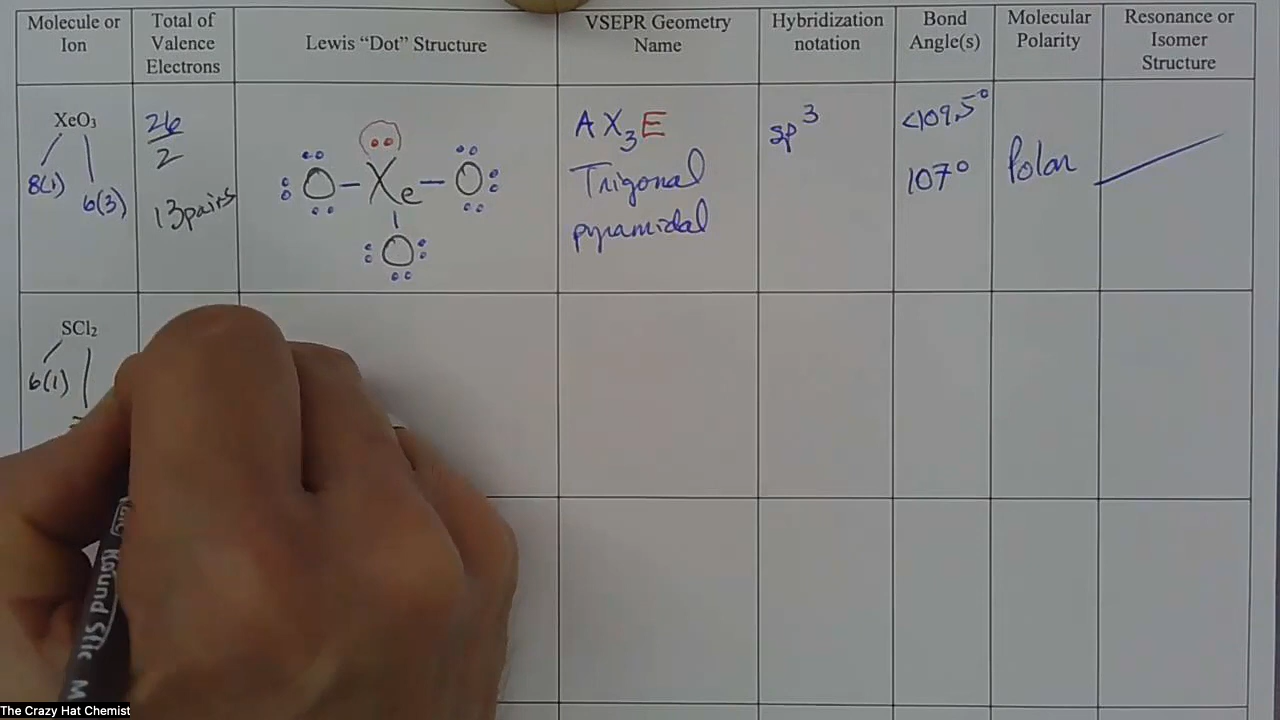 Molecule or
Ion
Total of
Valence
Electrons
Lewis “Dot” Structure
VSEPR Geometry
Name
Hybridization
notation
Bond
Angle(s)
Molecular
Polarity
Resonance or
Isomer
Structure
XeO₃
8(1)
6(3)
26
2
13pairs
O–Xe–O
O
AX₃E
Trigonal
pyramidal
sp³
<109.5°
107°
Polar
SCl₂
6(1)
Round Stic M
The Crazy Hat Chemist